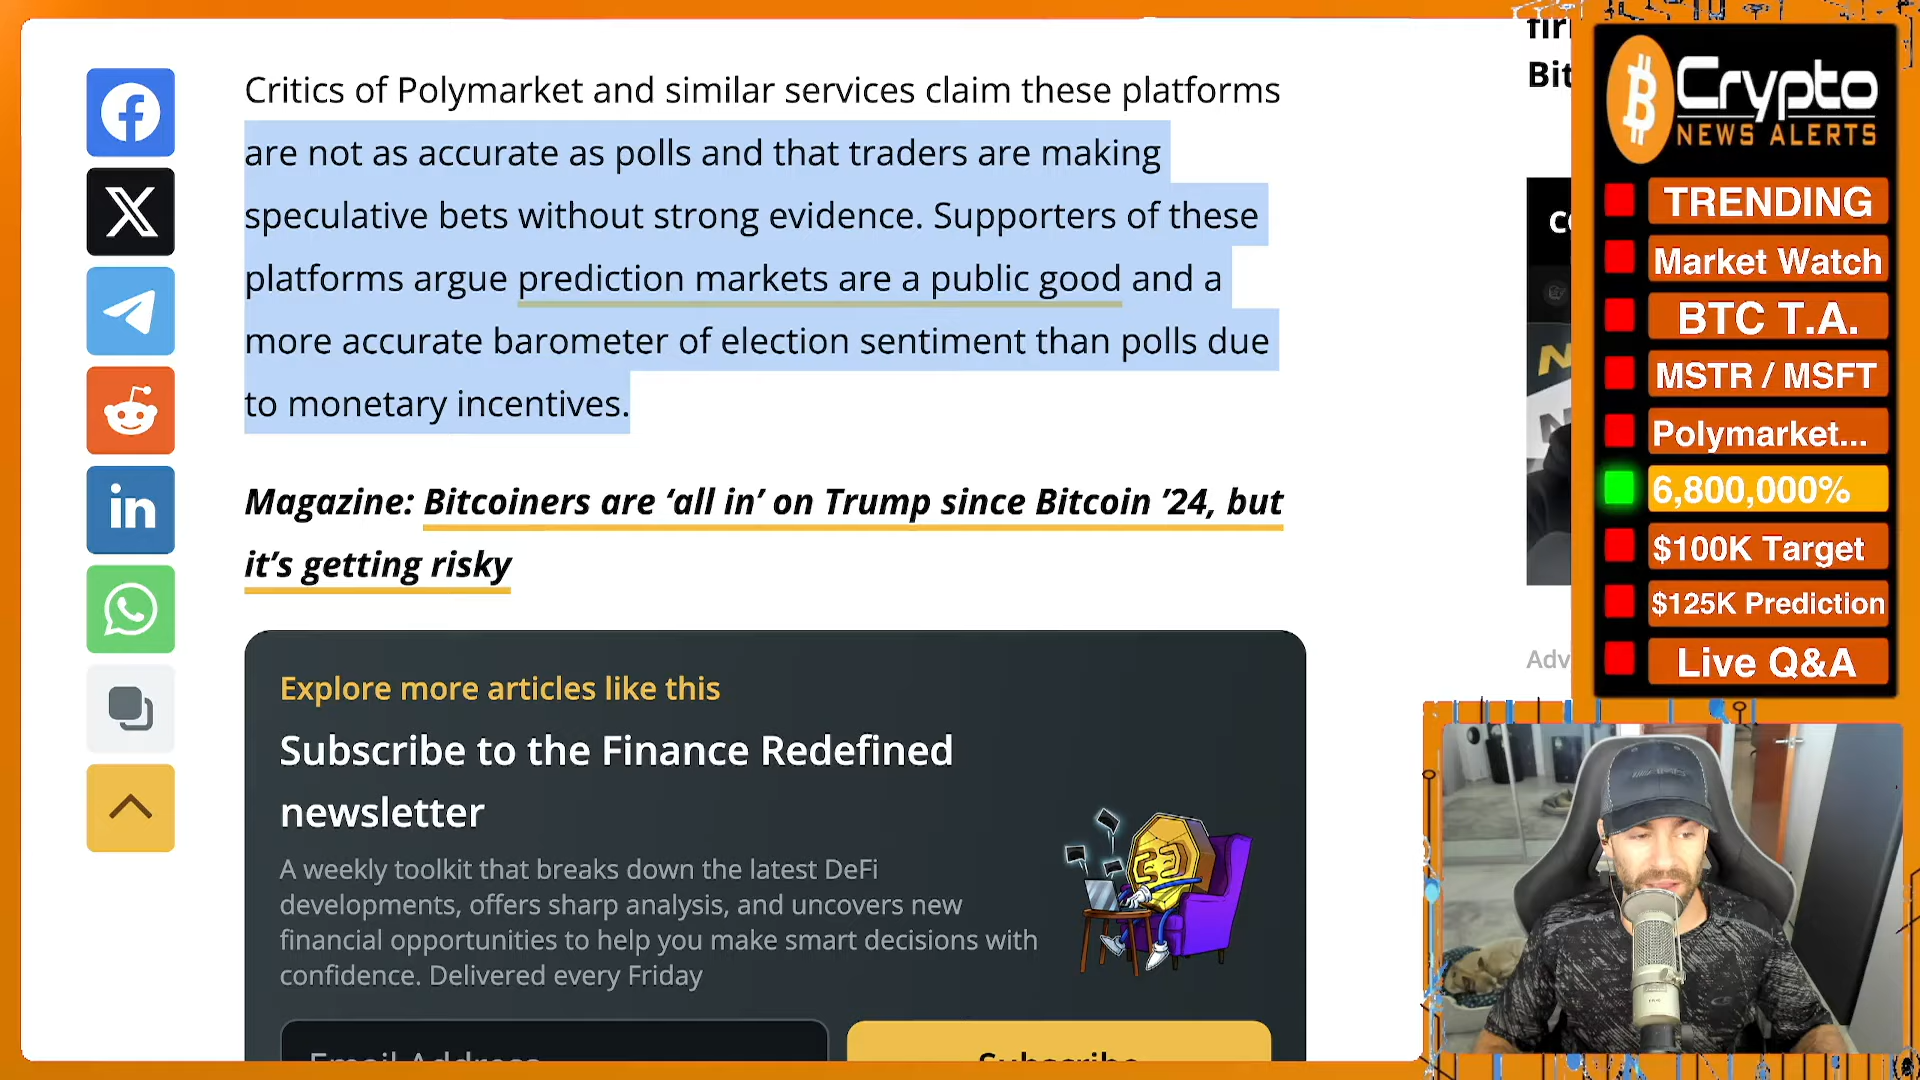 Critics of Polymarket and similar services claim these platforms
are not as accurate as polls and that traders are making
speculative bets without strong evidence. Supporters of these
platforms argue prediction markets are a public good and a
more accurate barometer of election sentiment than polls due
to monetary incentives.
Magazine: Bitcoiners are ‘all in’ on Trump since Bitcoin ’24, but
it’s getting risky
Explore more articles like this
Subscribe to the Finance Redefined
newsletter
A weekly toolkit that breaks down the latest DeFi
developments, offers sharp analysis, and uncovers new
financial opportunities to help you make smart decisions with
confidence. Delivered every Friday
Email Address
Subscribe
Bit
Adv
Crypto
NEWS ALERTS
TRENDING
Market Watch
BTC T.A.
MSTR / MSFT
Polymarket...
6,800,000%
$100K Target
$125K Prediction
Live Q&A